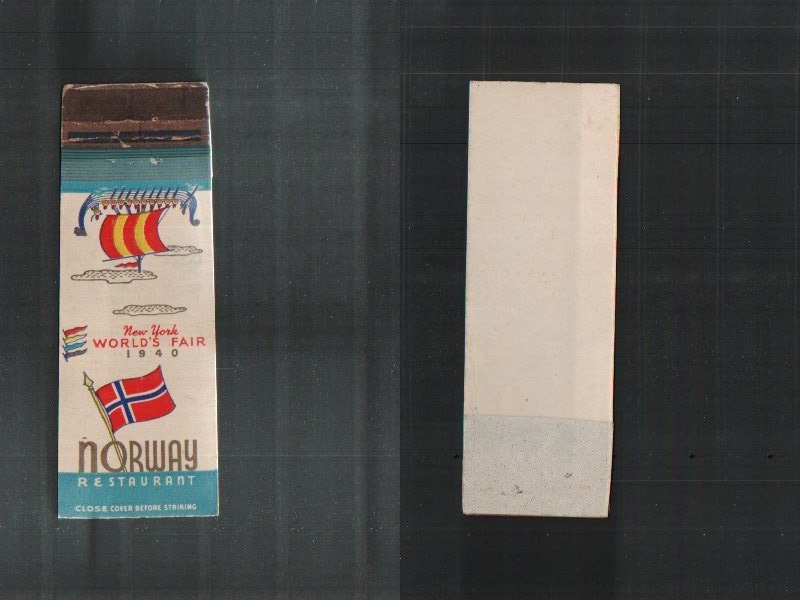 New York
WORLD'S FAIR
1940
NORWAY
RESTAURANT
CLOSE COVER BEFORE STRIKING